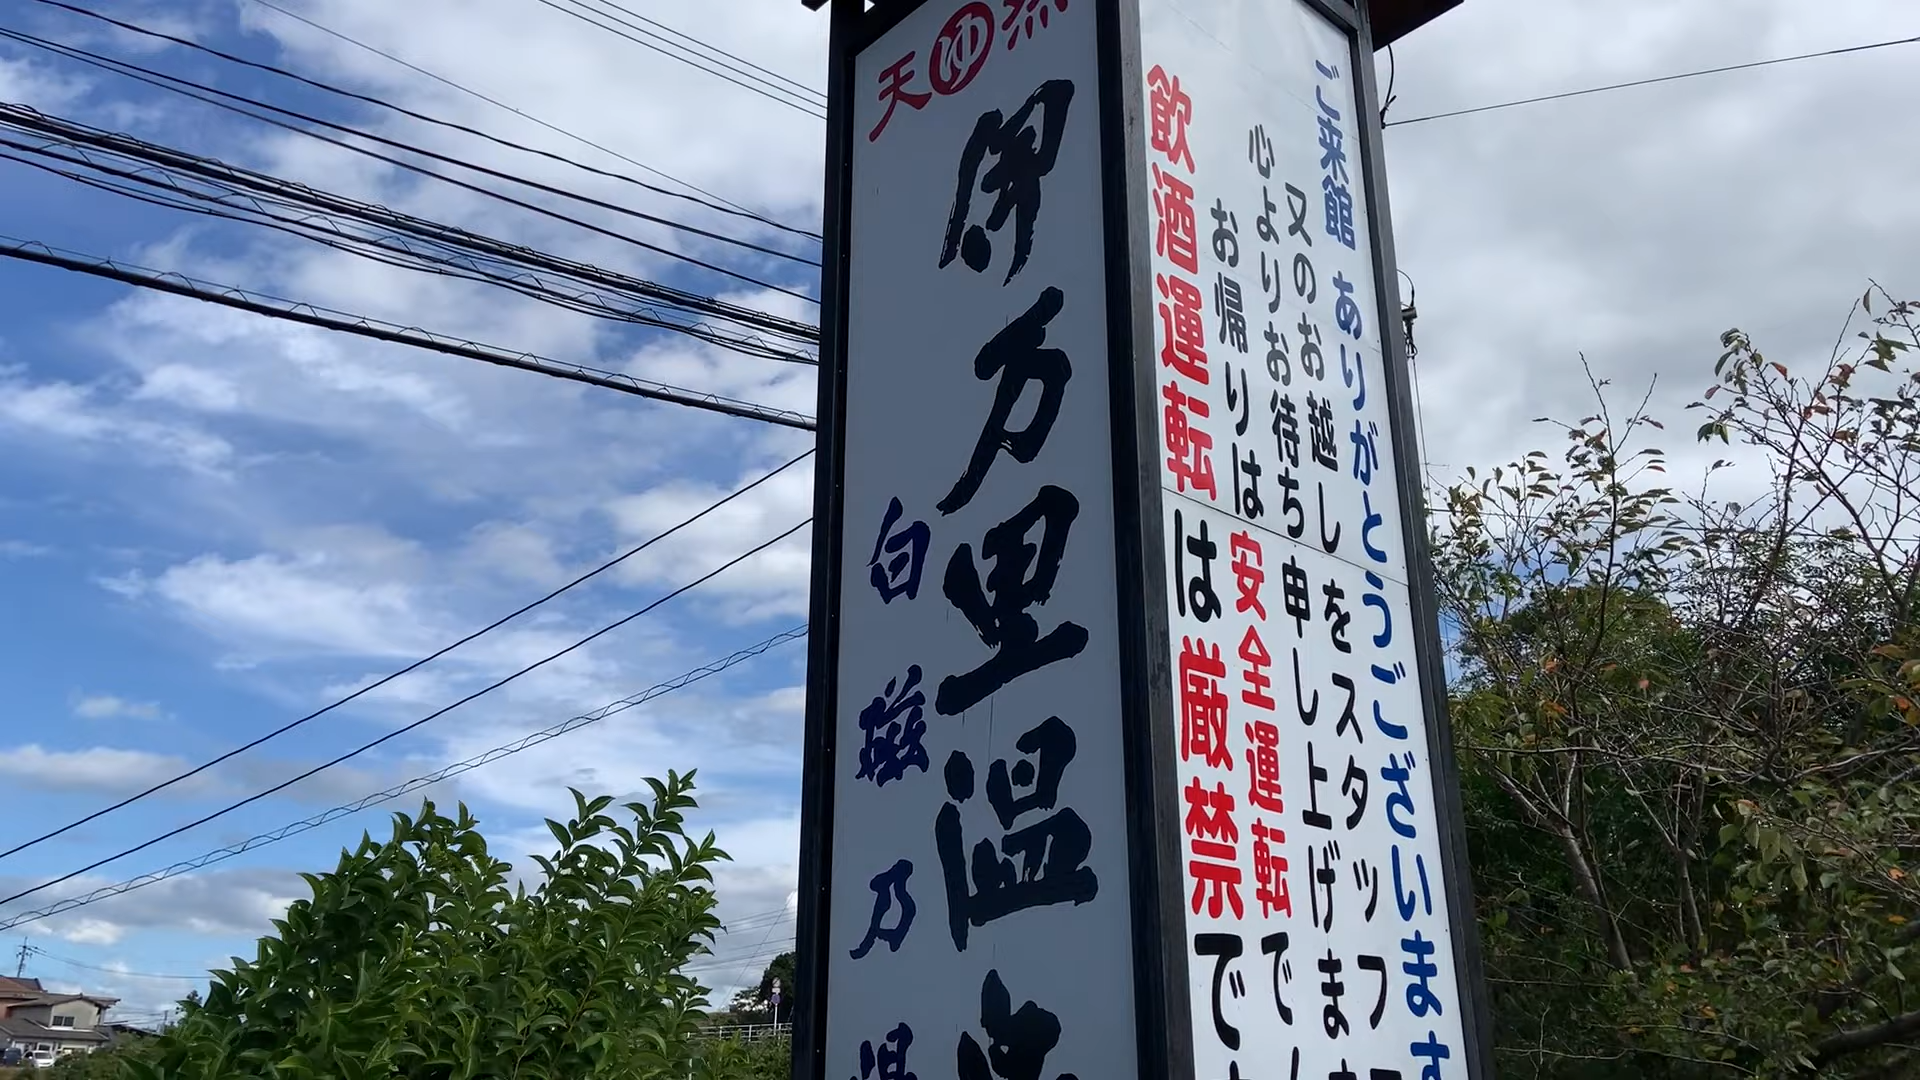 天ゆ然
伊万里温泉
白磁乃湯
ご来館 ありがとうございます
又のお越しをスタッフ
心よりお待ち申し上げま
お帰りは安全運転で
飲酒運転は厳禁で